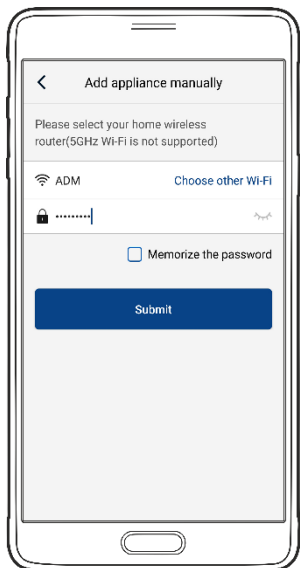 Add appliance manually
Please select your home wireless
router(5GHz Wi-Fi is not supported)
ADM Choose other Wi-Fi
·········
Memorize the password
Submit